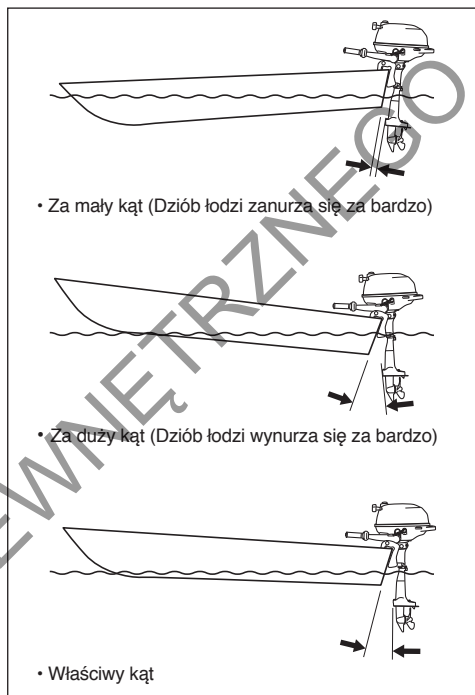 • Za mały kąt (Dziób łodzi zanurza się za bardzo)
• Za duży kąt (Dziób łodzi wynurza się za bardzo)
• Właściwy kąt
EWNĘTRZNEGO